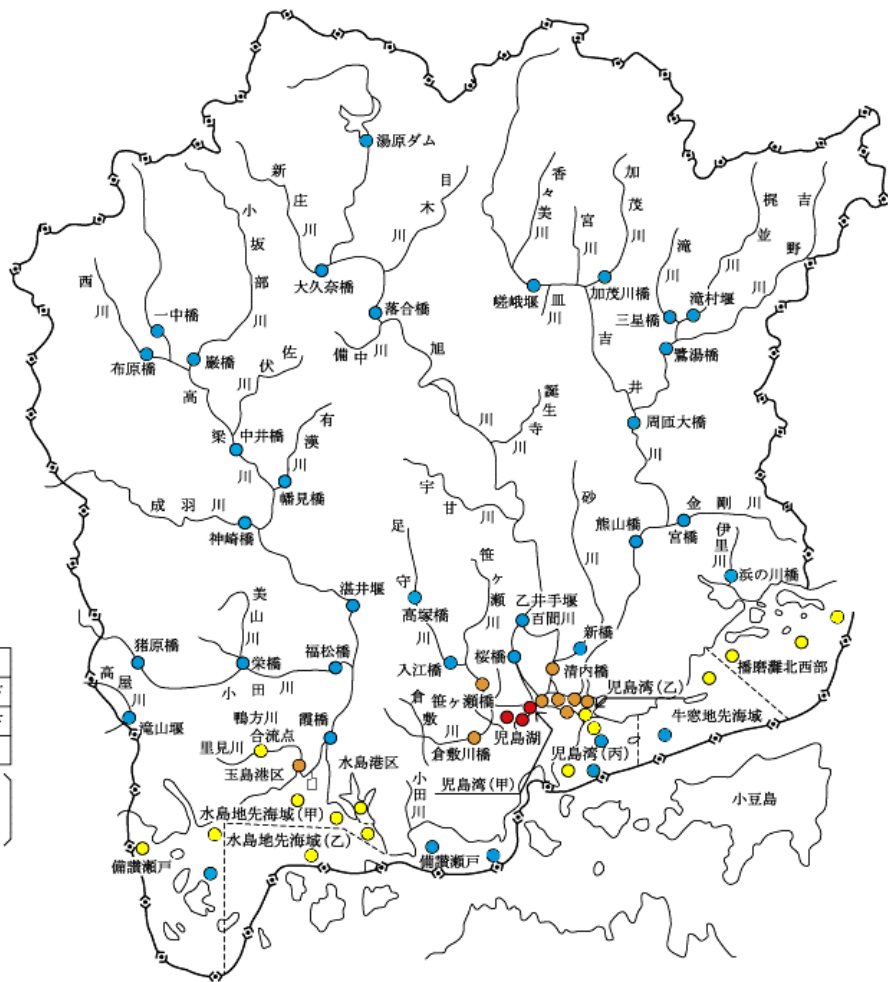 湯原ダム
新庄川
目木川
小坂部川
西川
香々美川
宮川
加茂川
滝川
梶並川
吉野川
大久奈橋
一中橋
布原橋
巌橋
落合橋
備中川
旭川
嵯峨堰
皿川
加茂川橋
三星橋
滝村堰
鷺湯橋
佐伏川
高梁川
中井橋
有漢川
幡見橋
誕生寺川
吉井川
周匝大橋
成羽川
神崎橋
宇甘川
砂川
熊山橋
金剛川
宮橋
伊里川
浜の川橋
足守川
笹ヶ瀬川
湛井堰
高塚橋
乙井手堰
百間川
新橋
美山川
猪原橋
栄橋
福松橋
小田川
入江橋
桜橋
清内橋
播磨灘北西部
高屋川
滝山堰
鴨方川
合流点
里見川
霞橋
倉敷川
笹ヶ瀬橋
倉敷川橋
児島湖
児島湾(乙)
牛窓地先海域
玉島港区
水島港区
小田川
児島湾(甲)
児島湾(丙)
小豆島
水島地先海域(甲)
水島地先海域(乙)
備讃瀬戸
備讃瀬戸